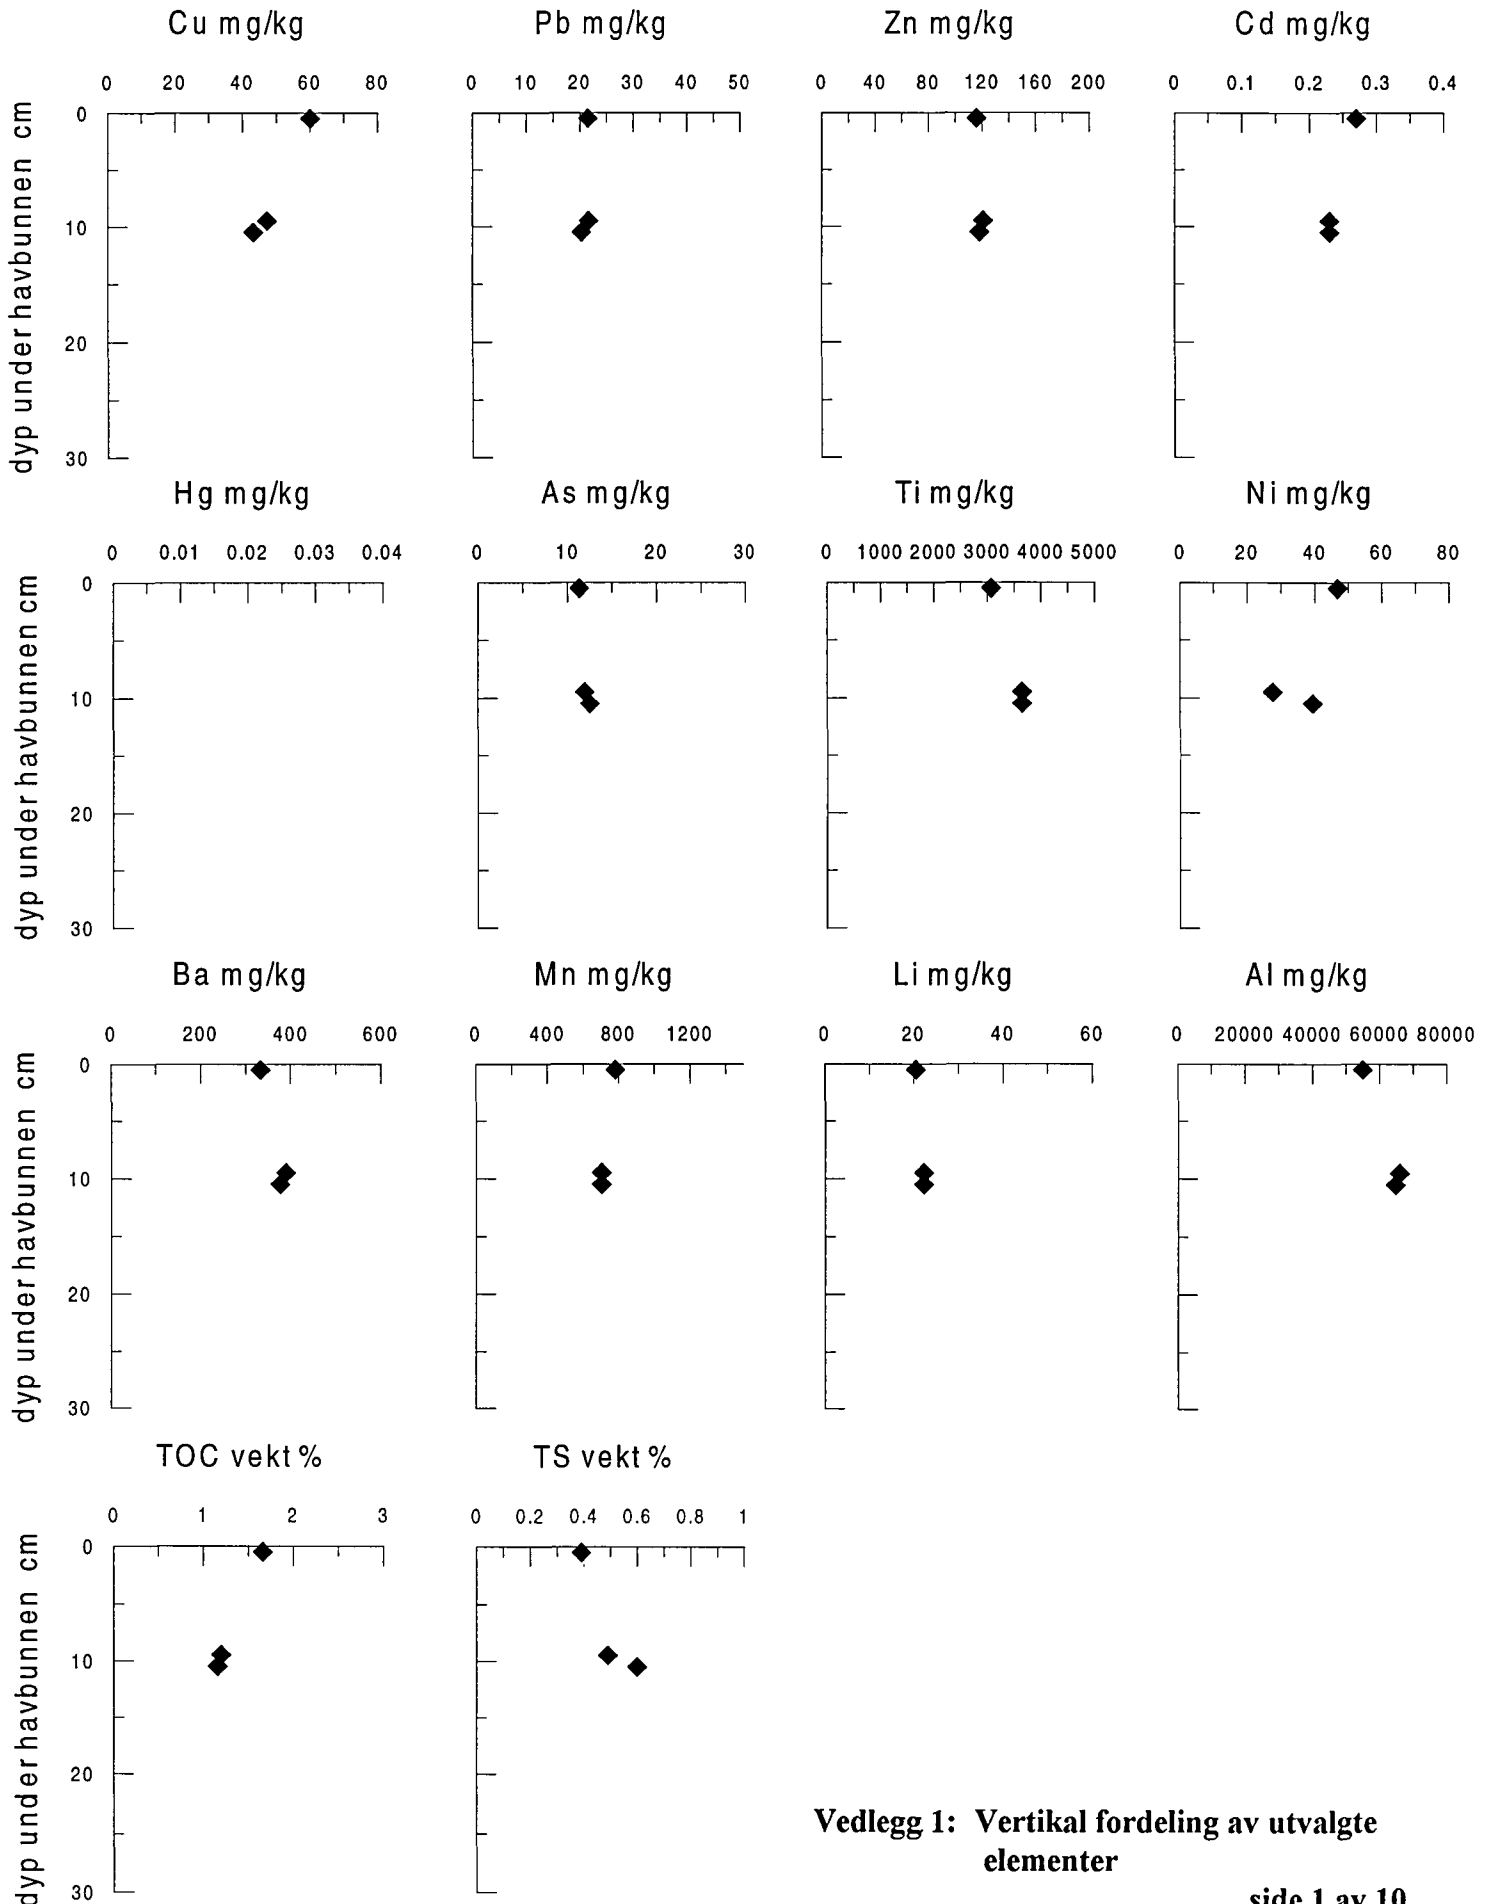 Cu mg/kg Pb mg/kg Zn mg/kg Cd mg/kg
0 20 40 60 80 0 10 20 30 40 50 0 40 80 120 160 200 0 0.1 0.2 0.3 0.4
dyp under havbunnen cm
0
10
20
30
Hg mg/kg As mg/kg Ti mg/kg Ni mg/kg
0 0.01 0.02 0.03 0.04 0 10 20 30 0 1000 2000 3000 4000 5000 0 20 40 60 80
dyp under havbunnen cm
0
10
20
30
Ba mg/kg Mn mg/kg Li mg/kg Al mg/kg
0 200 400 600 0 400 800 1200 0 20 40 60 0 20000 40000 60000 80000
dyp under havbunnen cm
0
10
20
30
TOC vekt % TS vekt %
0 1 2 3 0 0.2 0.4 0.6 0.8 1
dyp under havbunnen cm
0
10
20
30
Vedlegg 1: Vertikal fordeling av utvalgte
elementer
side 1 av 10